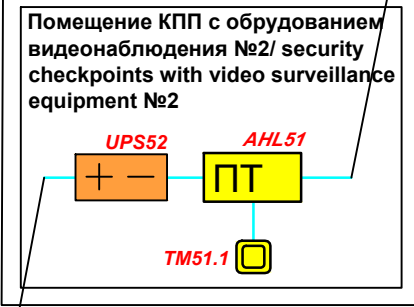 Помещение КПП с обрудованием
видеонаблюдения №2/ security
checkpoints with video surveillance
equipment №2
UPS52 AHL51
+ − ПТ
TM51.1